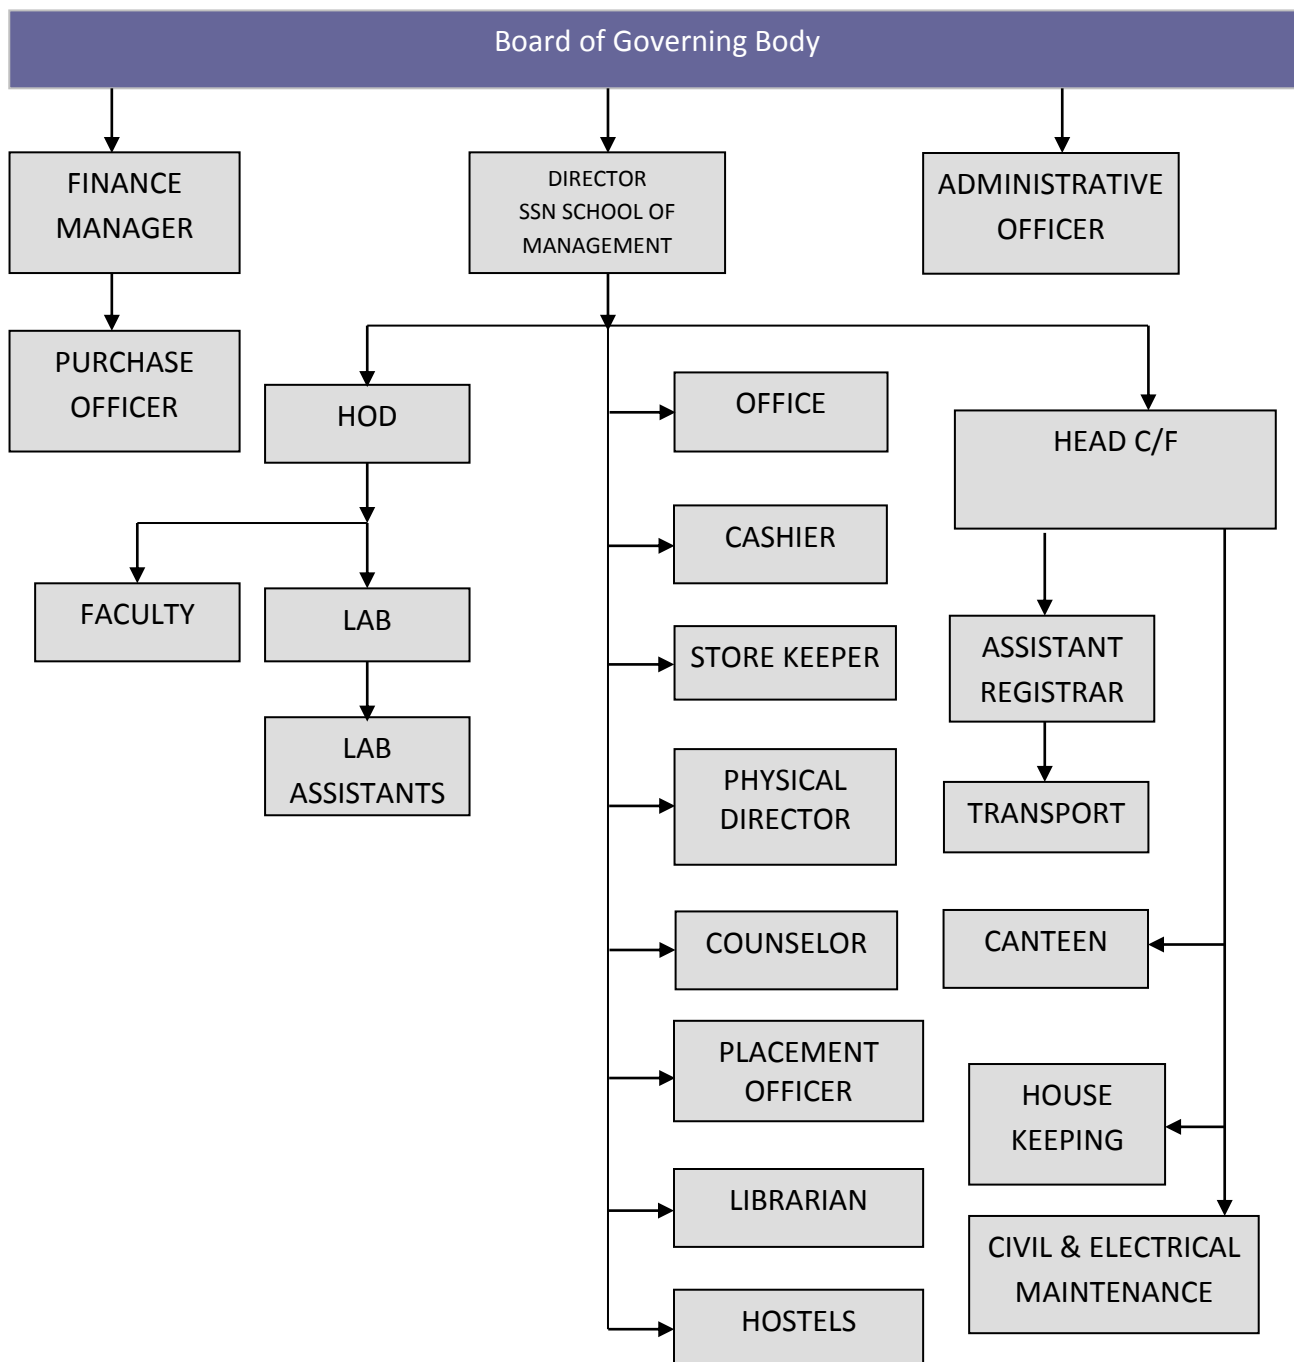 Board of Governing Body
FINANCE
MANAGER
DIRECTOR
SSN SCHOOL OF
MANAGEMENT
ADMINISTRATIVE
OFFICER
PURCHASE
OFFICER
HOD
OFFICE
HEAD C/F
CASHIER
FACULTY
LAB
STORE KEEPER
ASSISTANT
REGISTRAR
LAB
ASSISTANTS
PHYSICAL
DIRECTOR
TRANSPORT
COUNSELOR
CANTEEN
PLACEMENT
OFFICER
HOUSE
KEEPING
LIBRARIAN
CIVIL & ELECTRICAL
MAINTENANCE
HOSTELS